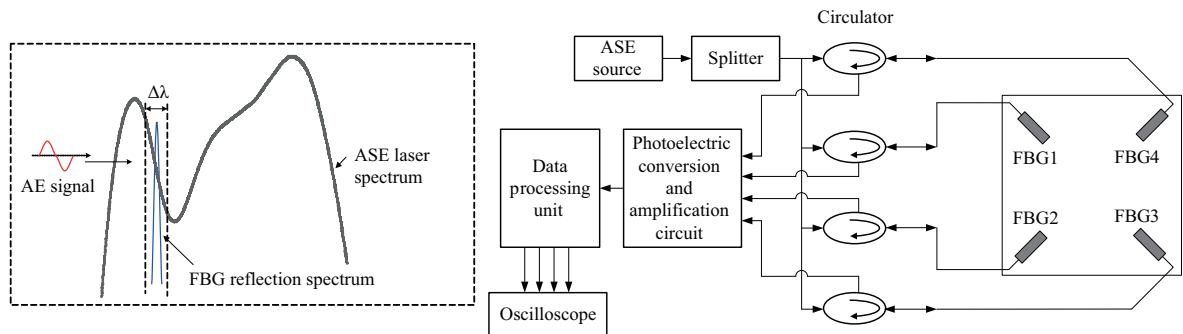 Δλ
AE signal
ASE laser
spectrum
FBG reflection spectrum
Circulator
ASE
source
Splitter
Data
processing
unit
Photoelectric
conversion
and
amplification
circuit
Oscilloscope
FBG1
FBG4
FBG2
FBG3